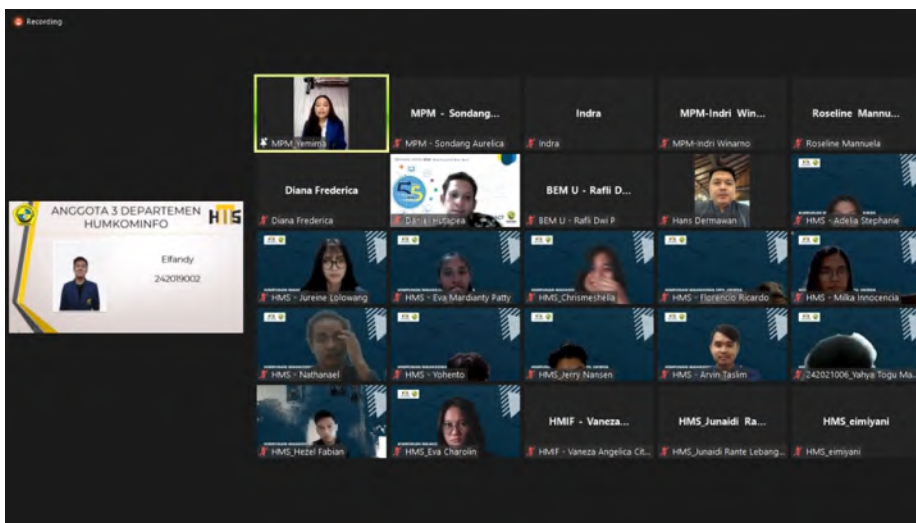 Recording
ANGGOTA 3 DEPARTEMEN
HUMKOMINFO
HMS
Elfandy
242019002
MPM_Yemima
MPM - Sondang...
MPM - Sondang Aurelica
Indra
Indra
MPM-Indri Win...
MPM-Indri Winarno
Roseline Mannu...
Roseline Mannuela
Diana Frederica
Diana Frederica
55
Daniel Hutapea
BEM U - Rafli D...
BEM U - Rafli Dwi P
Hans Dermawan
HMS - Adelia Stephanie
HMS - Jureine Lolowang
HMS - Eva Mardianty Patty
HMS_Chrismeshella
HMS - Florencio Ricardo
HMS - Milka Innocencia
HMS - Nathanael
HMS - Yohento
HMS_Jerry Nansen
HMS - Arvin Taslim
242021006_Yahya Togu Ma...
HMS_Hezel Fabian
HMS_Eva Charolin
HMIF - Vaneza...
HMIF - Vaneza Angelica Cit...
HMS_Junaidi Ra...
HMS_Junaidi Rante Lebang...
HMS_eimiyani
HMS_eimiyani